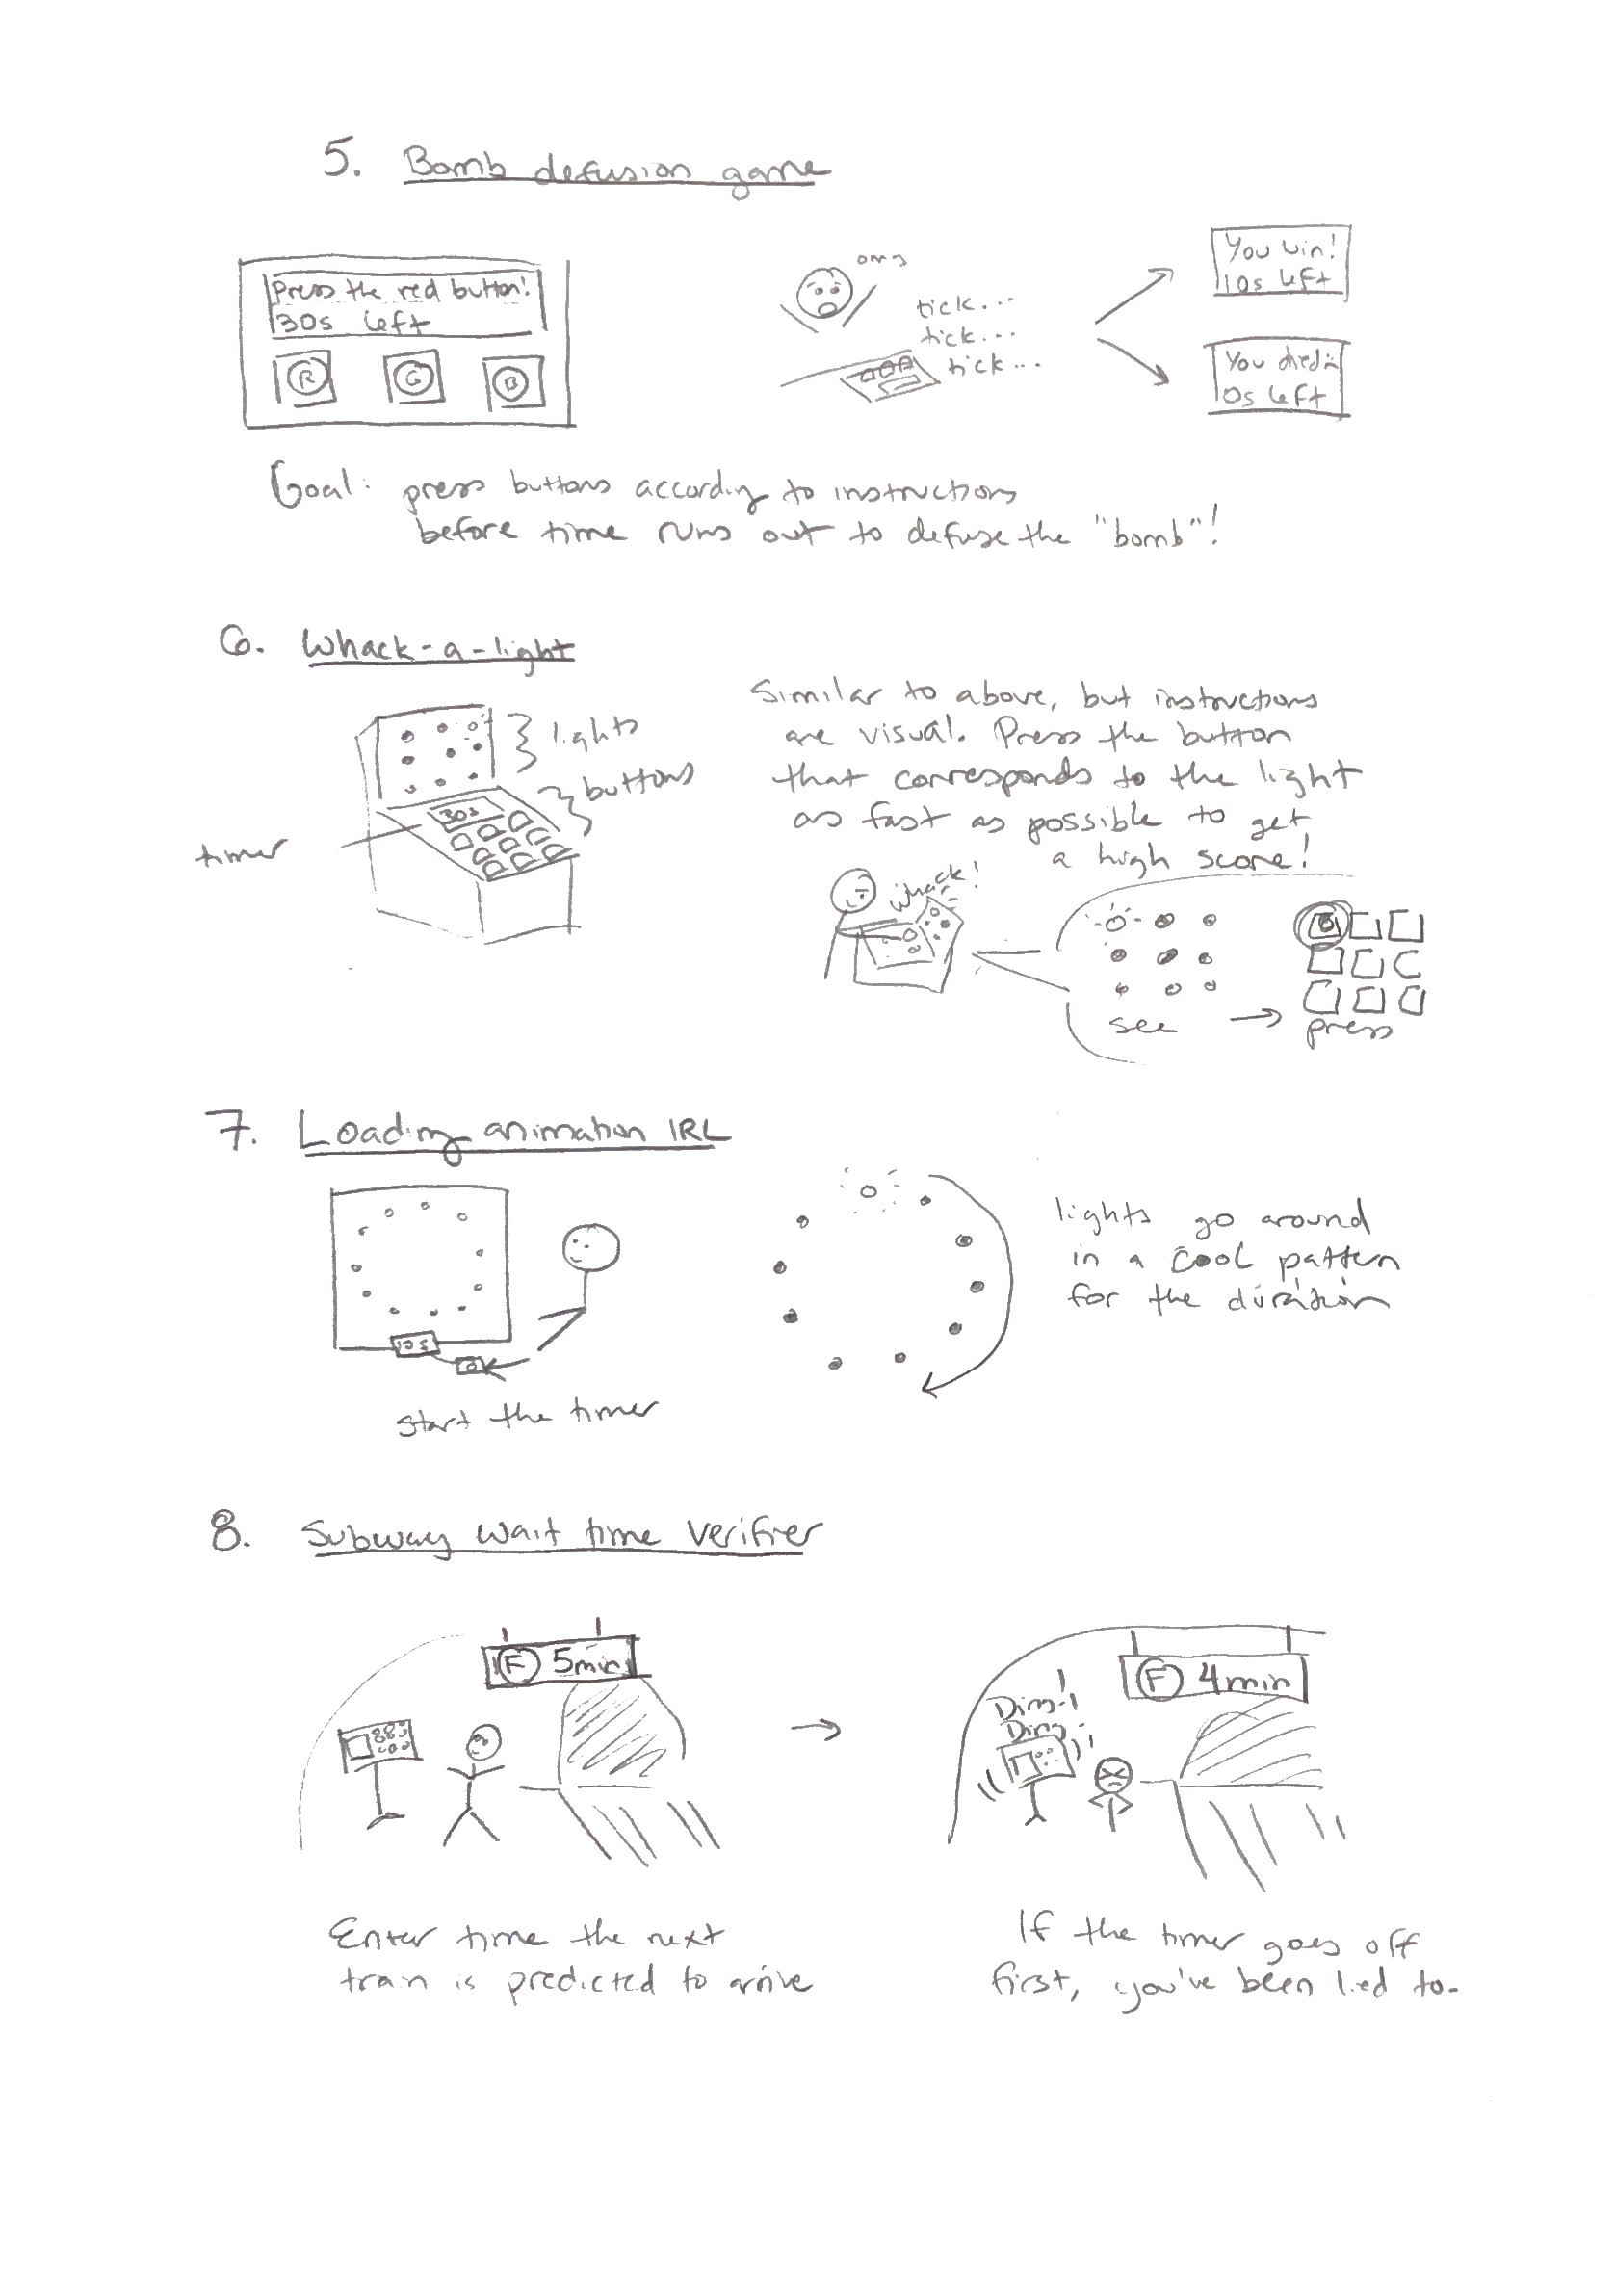 5. Bomb defusion game
Press the red button!
30s left
R G B
omg
tick...
tick...
tick...
You win!
10s left
You died :(
0s left
Goal: press buttons according to instructions
before time runs out to defuse the "bomb"!
6. Whack-a-light
lights
buttons
30s
timer
Similar to above, but instructions
are visual. Press the button
that corresponds to the light
as fast as possible to get
a high score!
whack!
see → press
7. Loading animation IRL
12s
start the timer
lights go around
in a cool pattern
for the duration
8. Subway wait time verifier
F 5min
Enter time the next
train is predicted to arrive
F 4min
Ding!
Ding!
If the timer goes off
first, you've been lied to.